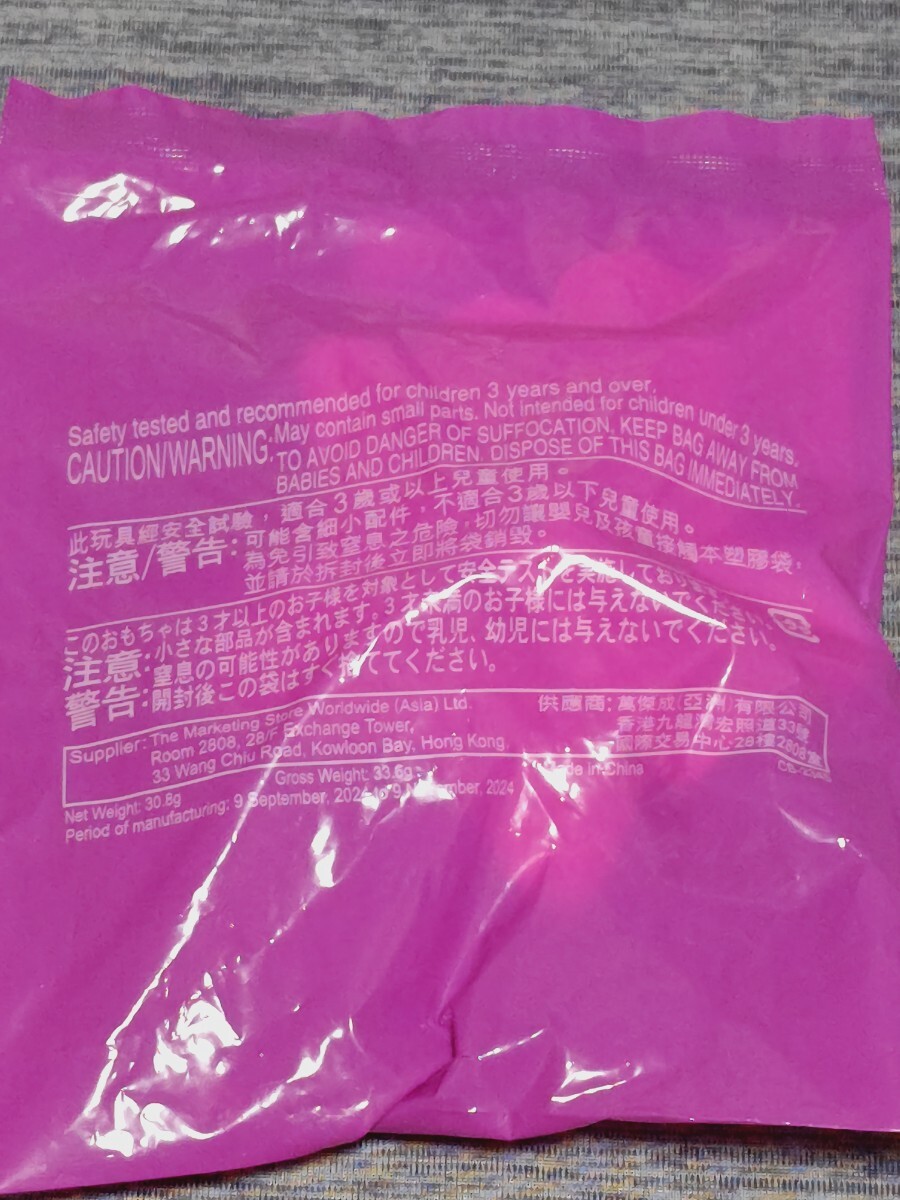 Safety tested and recommended for children 3 years and over.
CAUTION/WARNING: May contain small parts. Not intended for children under 3 years.
TO AVOID DANGER OF SUFFOCATION, KEEP BAG AWAY FROM
BABIES AND CHILDREN. DISPOSE OF THIS BAG IMMEDIATELY.
此玩具經安全試驗，適合3歲或以上兒童使用。
注意/警告: 可能含細小配件，不適合3歲以下兒童使用。
為免引致窒息之危險，切勿讓嬰兒及孩童接觸本塑膠袋，
並請於拆封後立即將袋銷毀。
このおもちゃは3才以上のお子様を対象として安全テストを実施しております。
注意: 小さな部品が含まれます。3才未満のお子様には与えないでください。
警告: 窒息の可能性がありますので乳児、幼児には与えないでください。
開封後この袋はすぐ捨ててください。
Supplier: The Marketing Store Worldwide (Asia) Ltd.
Room 2808, 28/F Exchange Tower,
33 Wang Chiu Road, Kowloon Bay, Hong Kong
供應商: 萬傑成(亞洲)有限公司
香港九龍灣宏照道33號
國際交易中心28樓2808室
Net Weight: 30.8g
Gross Weight: 33.6g
Made in China
Period of manufacturing: 9 September, 2024 to 9 November, 2024